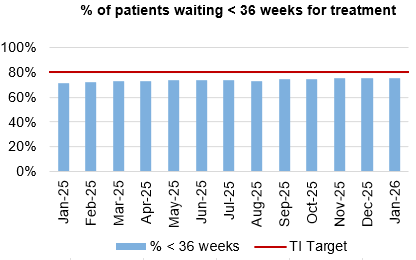 % of patients waiting < 36 weeks for treatment
100%
80%
60%
40%
20%
0%
Jan-25
Feb-25
Mar-25
Apr-25
May-25
Jun-25
Jul-25
Aug-25
Sep-25
Oct-25
Nov-25
Dec-25
Jan-26
% < 36 weeks
TI Target